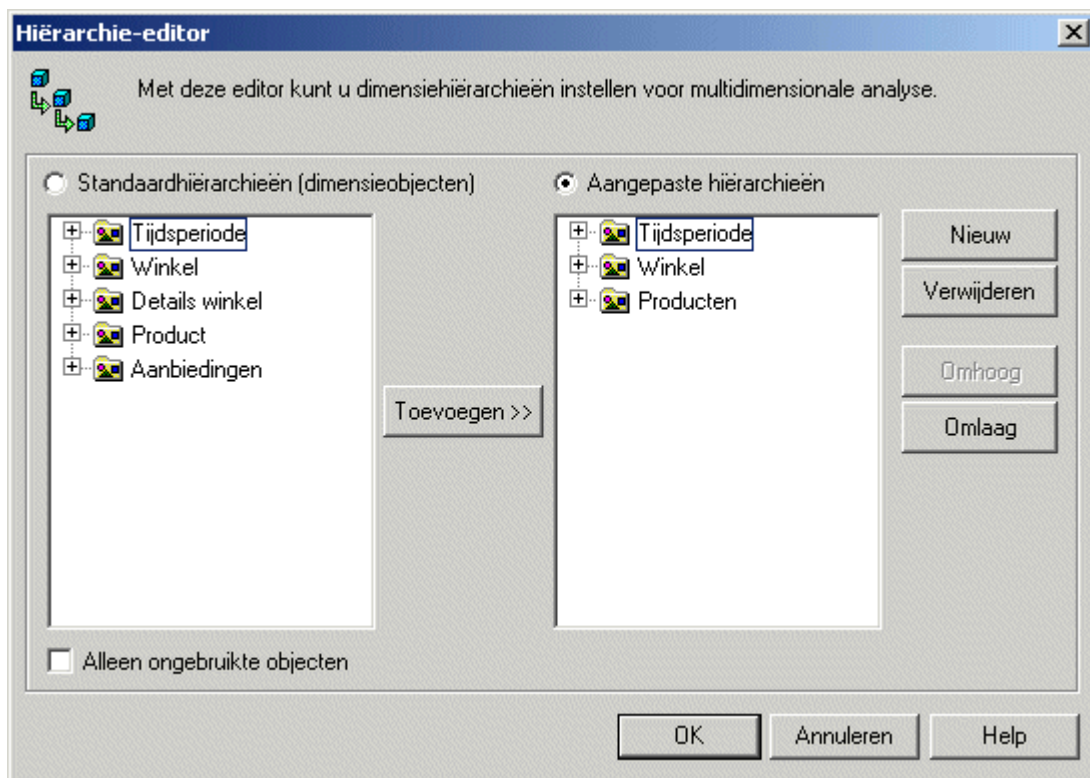 Hiërarchie-editor
Met deze editor kunt u dimensiehiërarchieën instellen voor multidimensionale analyse.
Standaardhiërarchieën (dimensieobjecten)
Tijdsperiode
Winkel
Details winkel
Product
Aanbiedingen
Toevoegen >>
Aangepaste hiërarchieën
Tijdsperiode
Winkel
Producten
Nieuw
Verwijderen
Omhoog
Omlaag
Alleen ongebruikte objecten
OK
Annuleren
Help